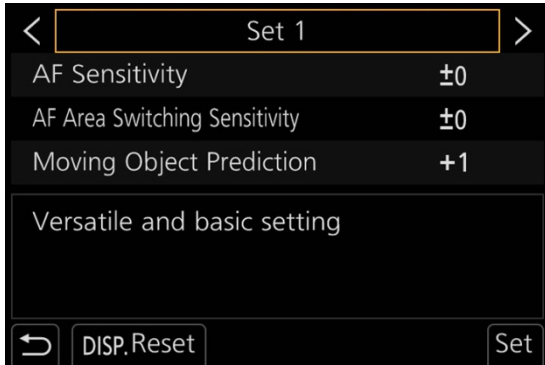 Set 1
AF Sensitivity ±0
AF Area Switching Sensitivity ±0
Moving Object Prediction +1
Versatile and basic setting
DISP. Reset Set